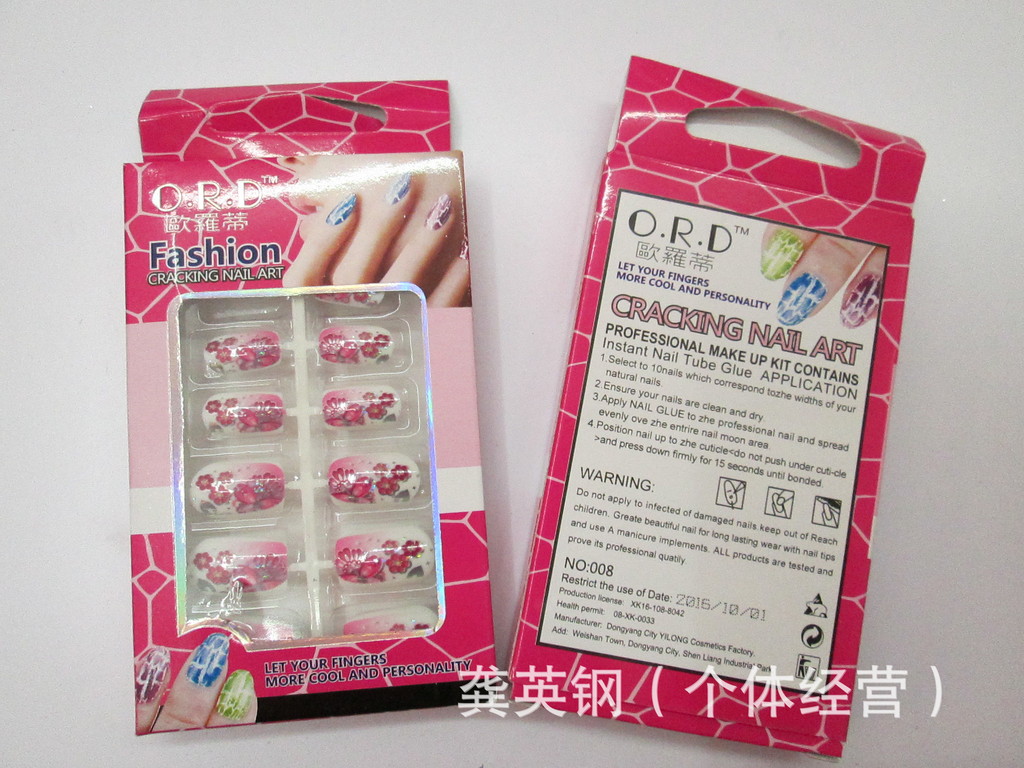 O.R.D™
歐羅蒂
Fashion
CRACKING NAIL ART
LET YOUR FINGERS
MORE COOL AND PERSONALITY
O.R.D™
歐羅蒂
LET YOUR FINGERS
MORE COOL AND PERSONALITY
CRACKING NAIL ART
PROFESSIONAL MAKE UP KIT CONTAINS
Instant Nail Tube Glue APPLICATION
1.Select to 10nails which correspond tozhe widths of your
natural nails.
2.Ensure your nails are clean and dry.
3.Apply NAIL GLUE to zhe professional nail and spread
evenly ove zhe entrire nail moon area
4.Position nail up to zhe cuticle<do not push under cuti-cle
>and press down firmly for 15 seconds until bonded.
WARNING:
Do not apply to infected of damaged nails.keep out of Reach
children. Greate beautiful nail for long lasting wear with nail tips
and use A manicure implements. ALL products are tested and
prove its professional quatily.
NO:008
Restrict the use of Date: 2016/10/01
Production license: XK16-108-8042
Health permit: 08-XK-0033
Manufacturer: Dongyang City YILONG Cosmetics Factory.
Add: Weishan Town, Dongyang City, Shen Liang Industrial Park
龚英钢（个体经营）